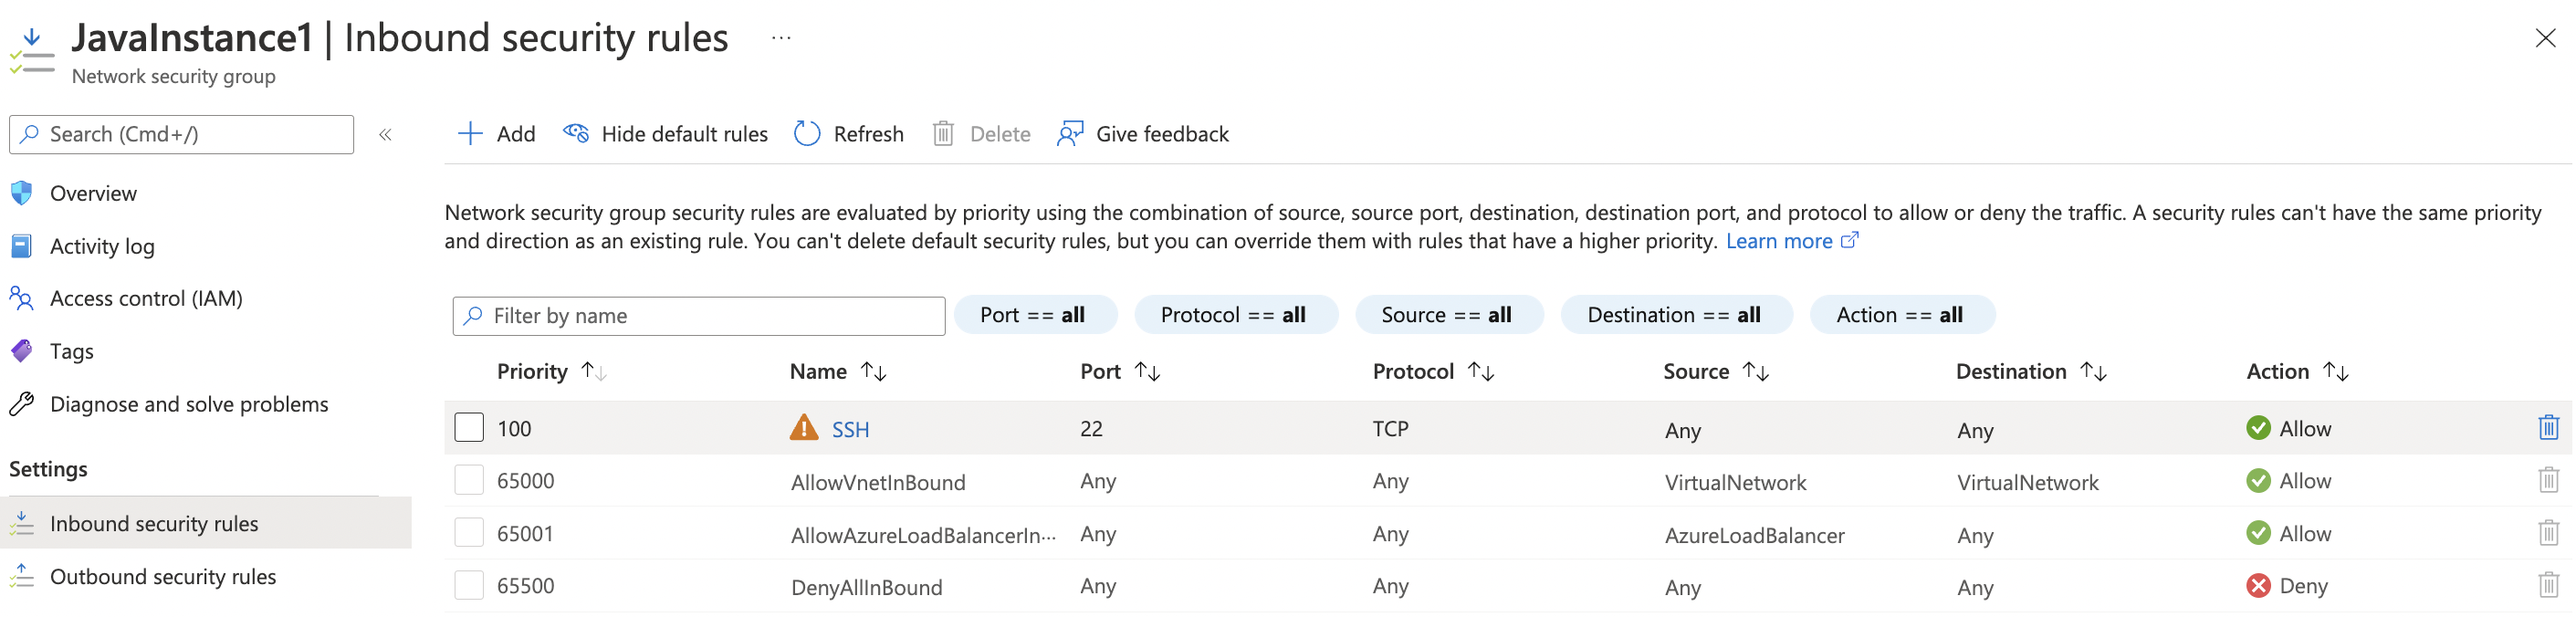 JavaInstance1 | Inbound security rules ...
Network security group
Search (Cmd+/)
«
Add
Hide default rules
Refresh
Delete
Give feedback
Overview
Activity log
Access control (IAM)
Tags
Diagnose and solve problems
Settings
Inbound security rules
Outbound security rules
Network security group security rules are evaluated by priority using the combination of source, source port, destination, destination port, and protocol to allow or deny the traffic. A security rules can't have the same priority
and direction as an existing rule. You can't delete default security rules, but you can override them with rules that have a higher priority. Learn more
Filter by name Port == all Protocol == all Source == all Destination == all Action == all
Priority ↑↓ Name ↑↓ Port ↑↓ Protocol ↑↓ Source ↑↓ Destination ↑↓ Action ↑↓
100 SSH 22 TCP Any Any Allow
65000 AllowVnetInBound Any Any VirtualNetwork VirtualNetwork Allow
65001 AllowAzureLoadBalancerIn... Any Any AzureLoadBalancer Any Allow
65500 DenyAllInBound Any Any Any Any Deny